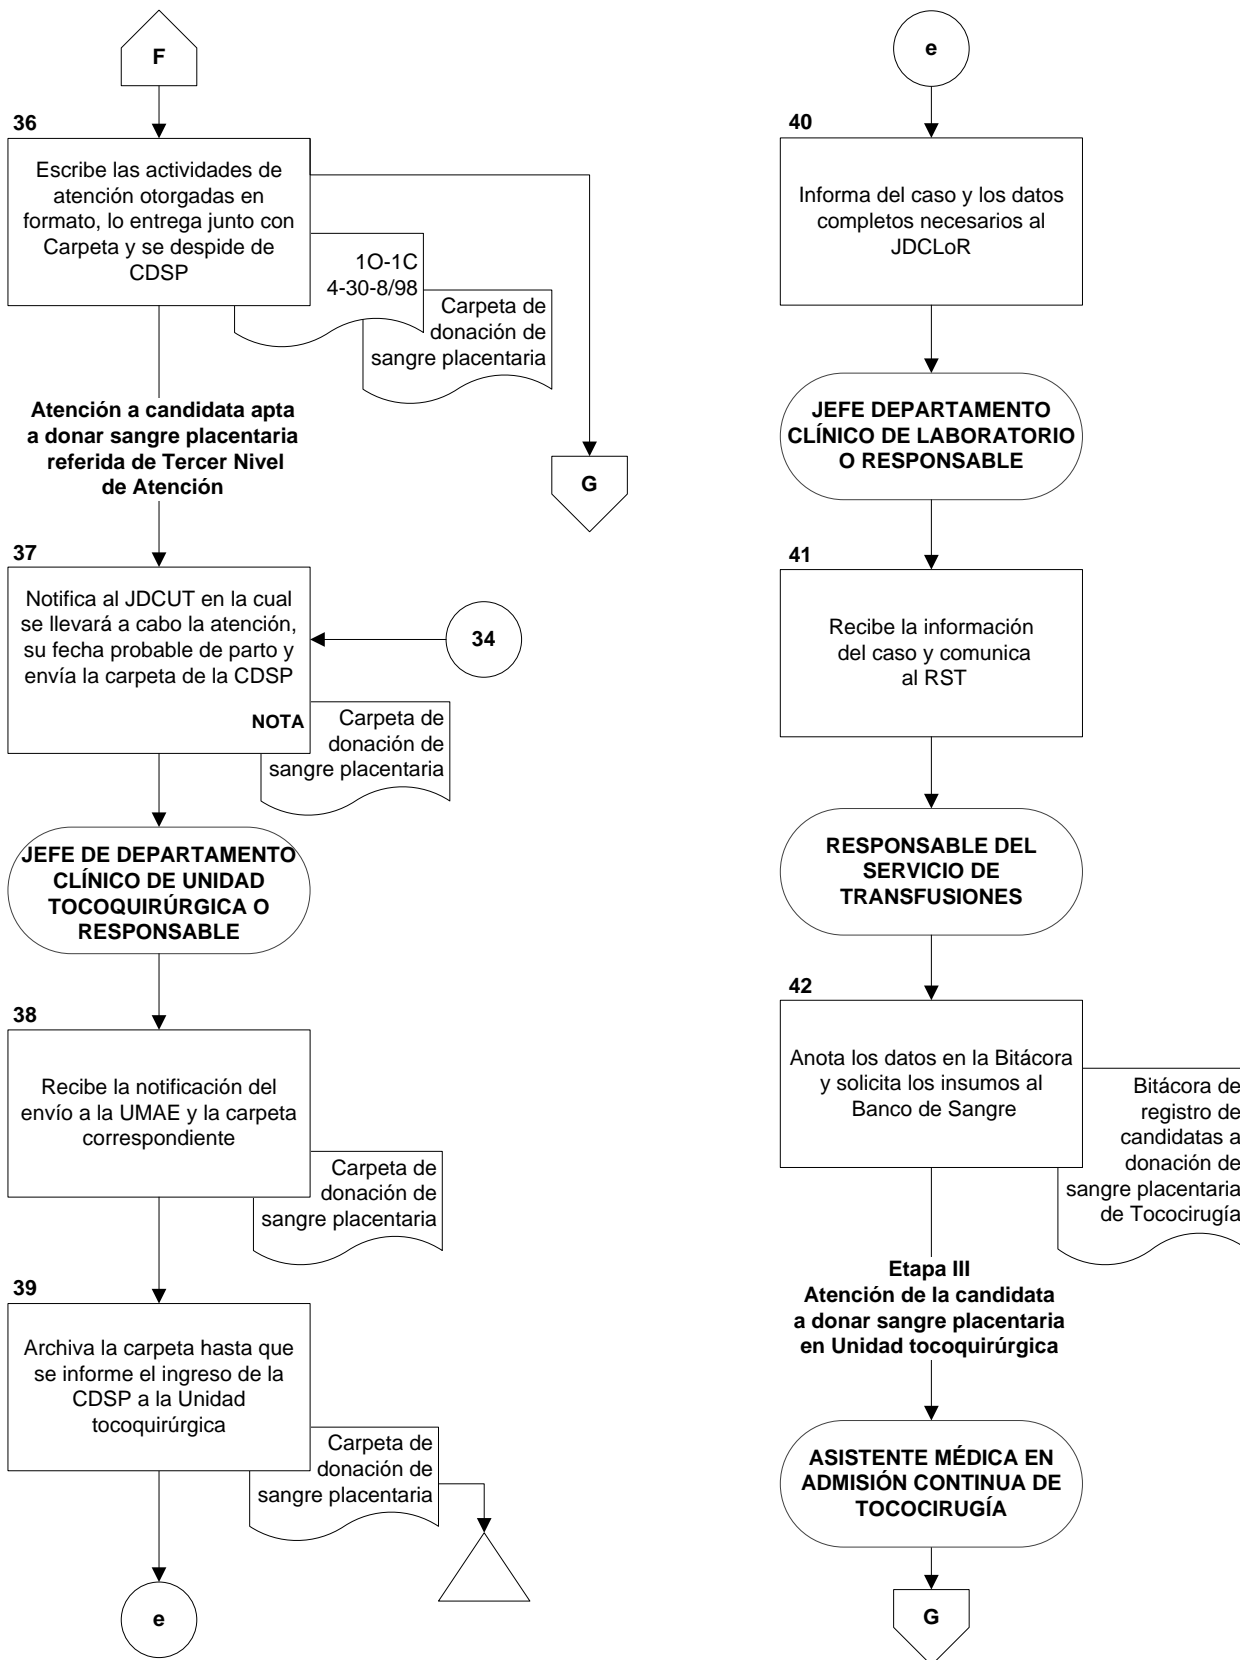 F
36
Escribe las actividades de
atención otorgadas en
formato, lo entrega junto con
Carpeta y se despide de
CDSP
1O-1C
4-30-8/98
Carpeta de
donación de
sangre placentaria
Atención a candidata apta
a donar sangre placentaria
referida de Tercer Nivel
de Atención
G
37
Notifica al JDCUT en la cual
se llevará a cabo la atención,
su fecha probable de parto y
envía la carpeta de la CDSP
NOTA
34
Carpeta de
donación de
sangre placentaria
JEFE DE DEPARTAMENTO
CLÍNICO DE UNIDAD
TOCOQUIRÚRGICA O
RESPONSABLE
38
Recibe la notificación del
envío a la UMAE y la carpeta
correspondiente
Carpeta de
donación de
sangre placentaria
39
Archiva la carpeta hasta que
se informe el ingreso de la
CDSP a la Unidad
tocoquirúrgica
Carpeta de
donación de
sangre placentaria
e
e
40
Informa del caso y los datos
completos necesarios al
JDCLoR
JEFE DEPARTAMENTO
CLÍNICO DE LABORATORIO
O RESPONSABLE
41
Recibe la información
del caso y comunica
al RST
RESPONSABLE DEL
SERVICIO DE
TRANSFUSIONES
42
Anota los datos en la Bitácora
y solicita los insumos al
Banco de Sangre
Bitácora de
registro de
candidatas a
donación de
sangre placentaria
de Tococirugía
Etapa III
Atención de la candidata
a donar sangre placentaria
en Unidad tocoquirúrgica
ASISTENTE MÉDICA EN
ADMISIÓN CONTINUA DE
TOCOCIRUGÍA
G